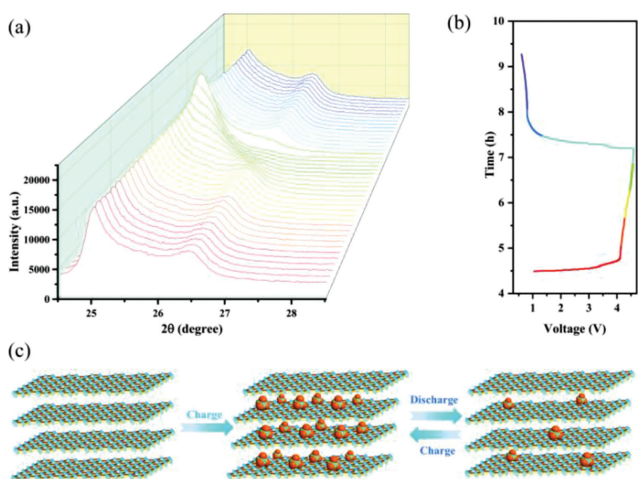 (a)
Intensity (a.u.)
20000
15000
10000
5000
0
25
26
27
28
2θ (degree)
(b)
Time (h)
10
9
8
7
6
5
4
1
2
3
4
Voltage (V)
(c)
Charge
Discharge
Charge